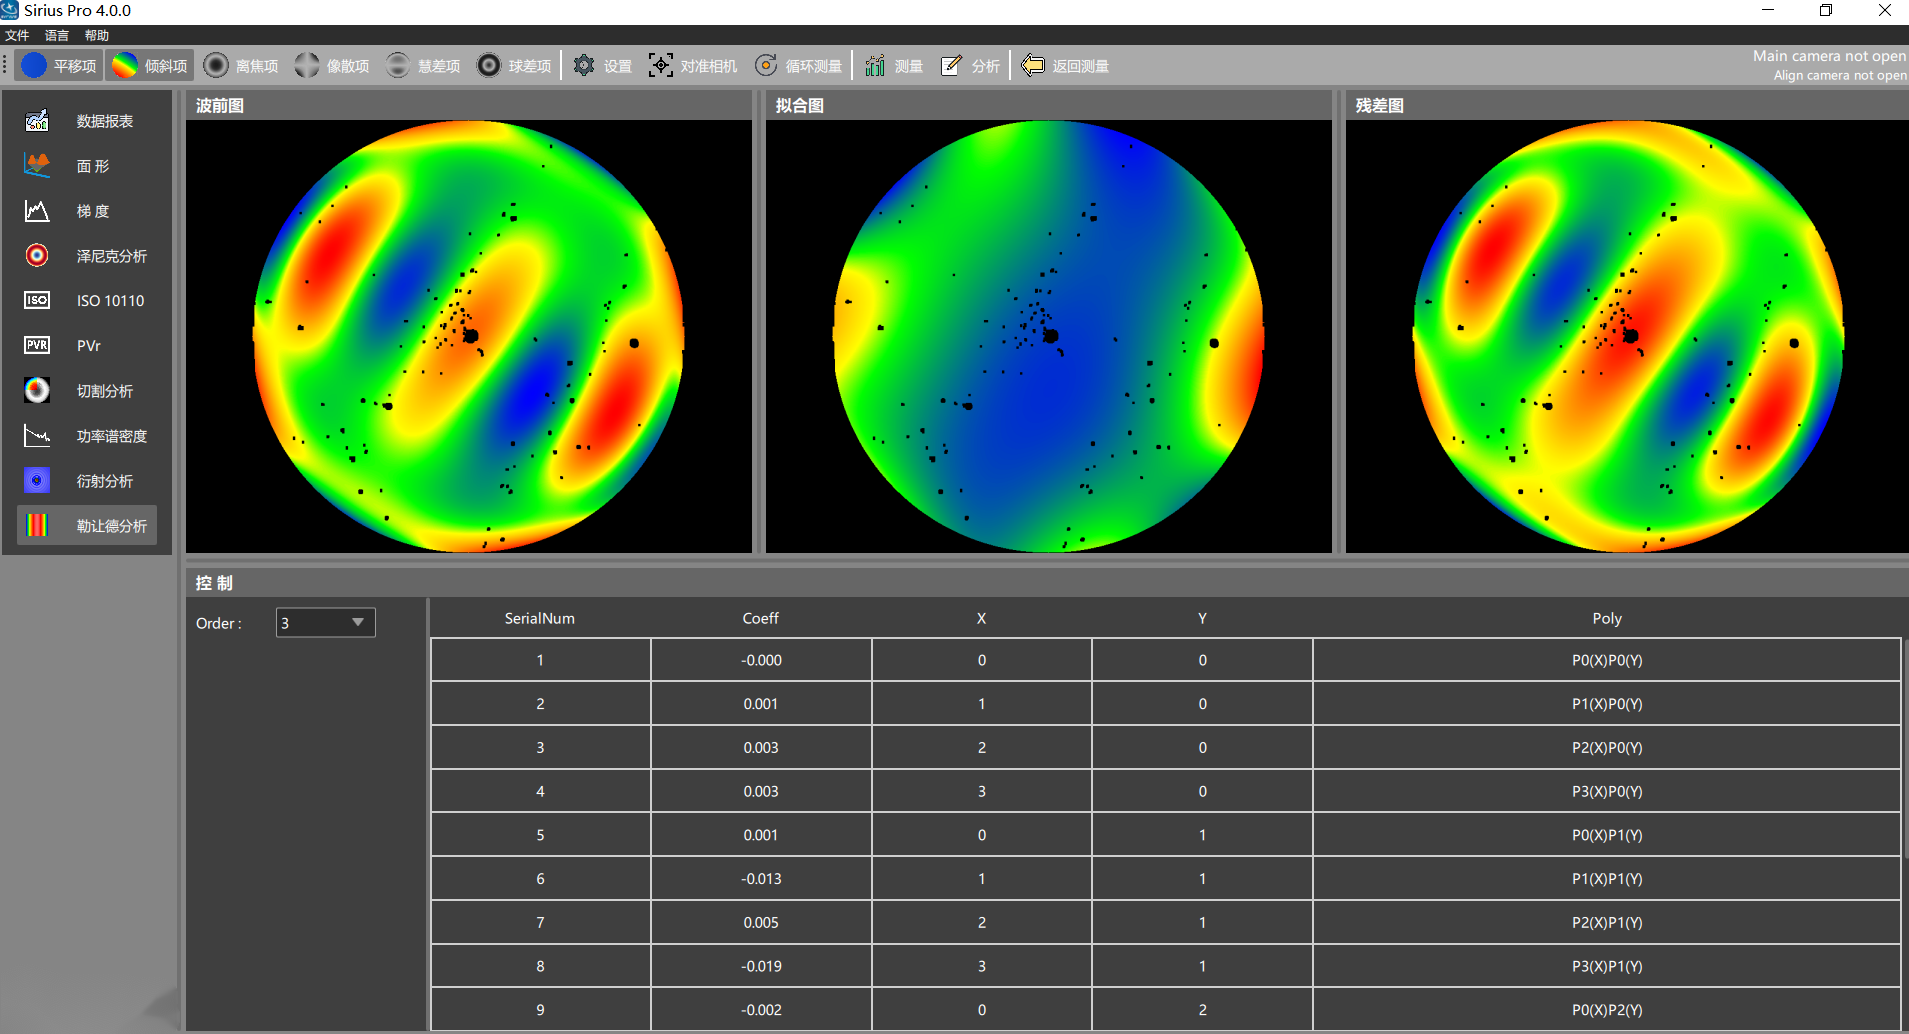 Sirius Pro 4.0.0
文件 语言 帮助
平移项 倾斜项 离焦项 像散项 慧差项 球差项 设置 对准相机 循环测量 测量 分析 返回测量
Main camera not open
Align camera not open
数据报表
面 形
梯 度
泽尼克分析
ISO ISO 10110
PVR PVr
切割分析
功率谱密度
衍射分析
勒让德分析
波前图 拟合图 残差图
控 制
Order : 3
SerialNum Coeff X Y Poly
1 -0.000 0 0 P0(X)P0(Y)
2 0.001 1 0 P1(X)P0(Y)
3 0.003 2 0 P2(X)P0(Y)
4 0.003 3 0 P3(X)P0(Y)
5 0.001 0 1 P0(X)P1(Y)
6 -0.013 1 1 P1(X)P1(Y)
7 0.005 2 1 P2(X)P1(Y)
8 -0.019 3 1 P3(X)P1(Y)
9 -0.002 0 2 P0(X)P2(Y)